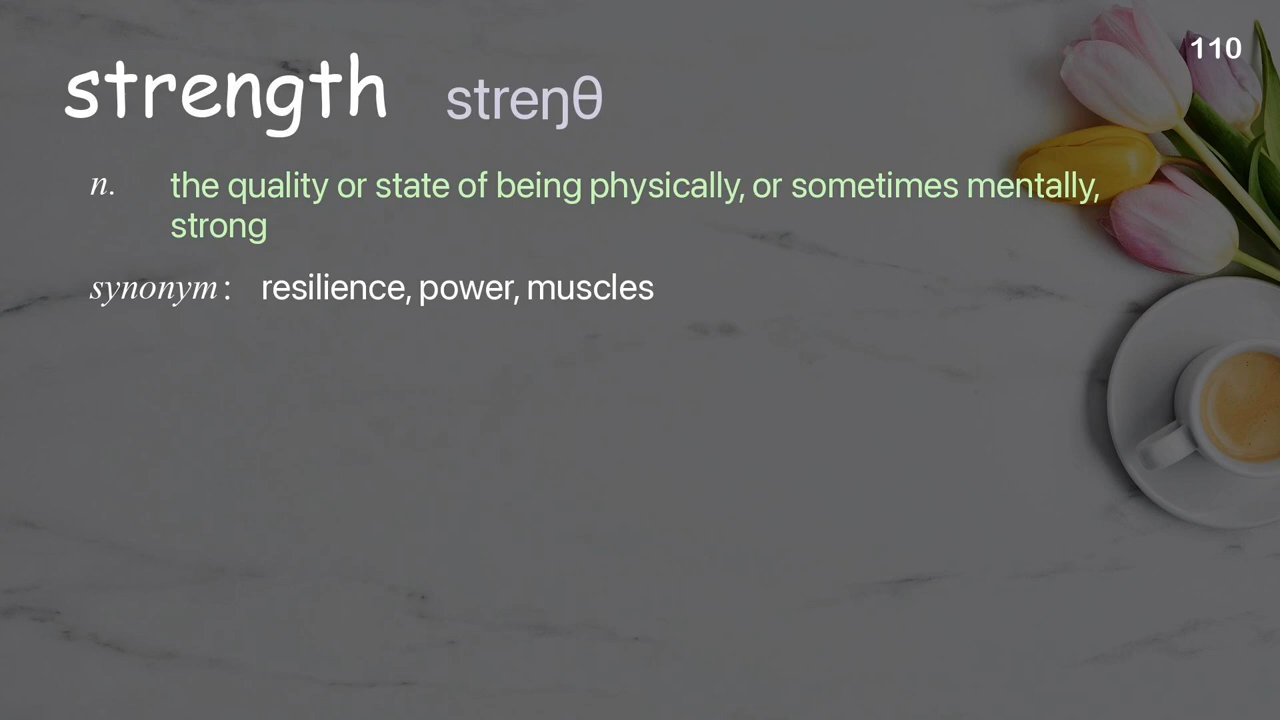 110
strength streŋθ
n. the quality or state of being physically, or sometimes mentally,
strong
synonym : resilience, power, muscles